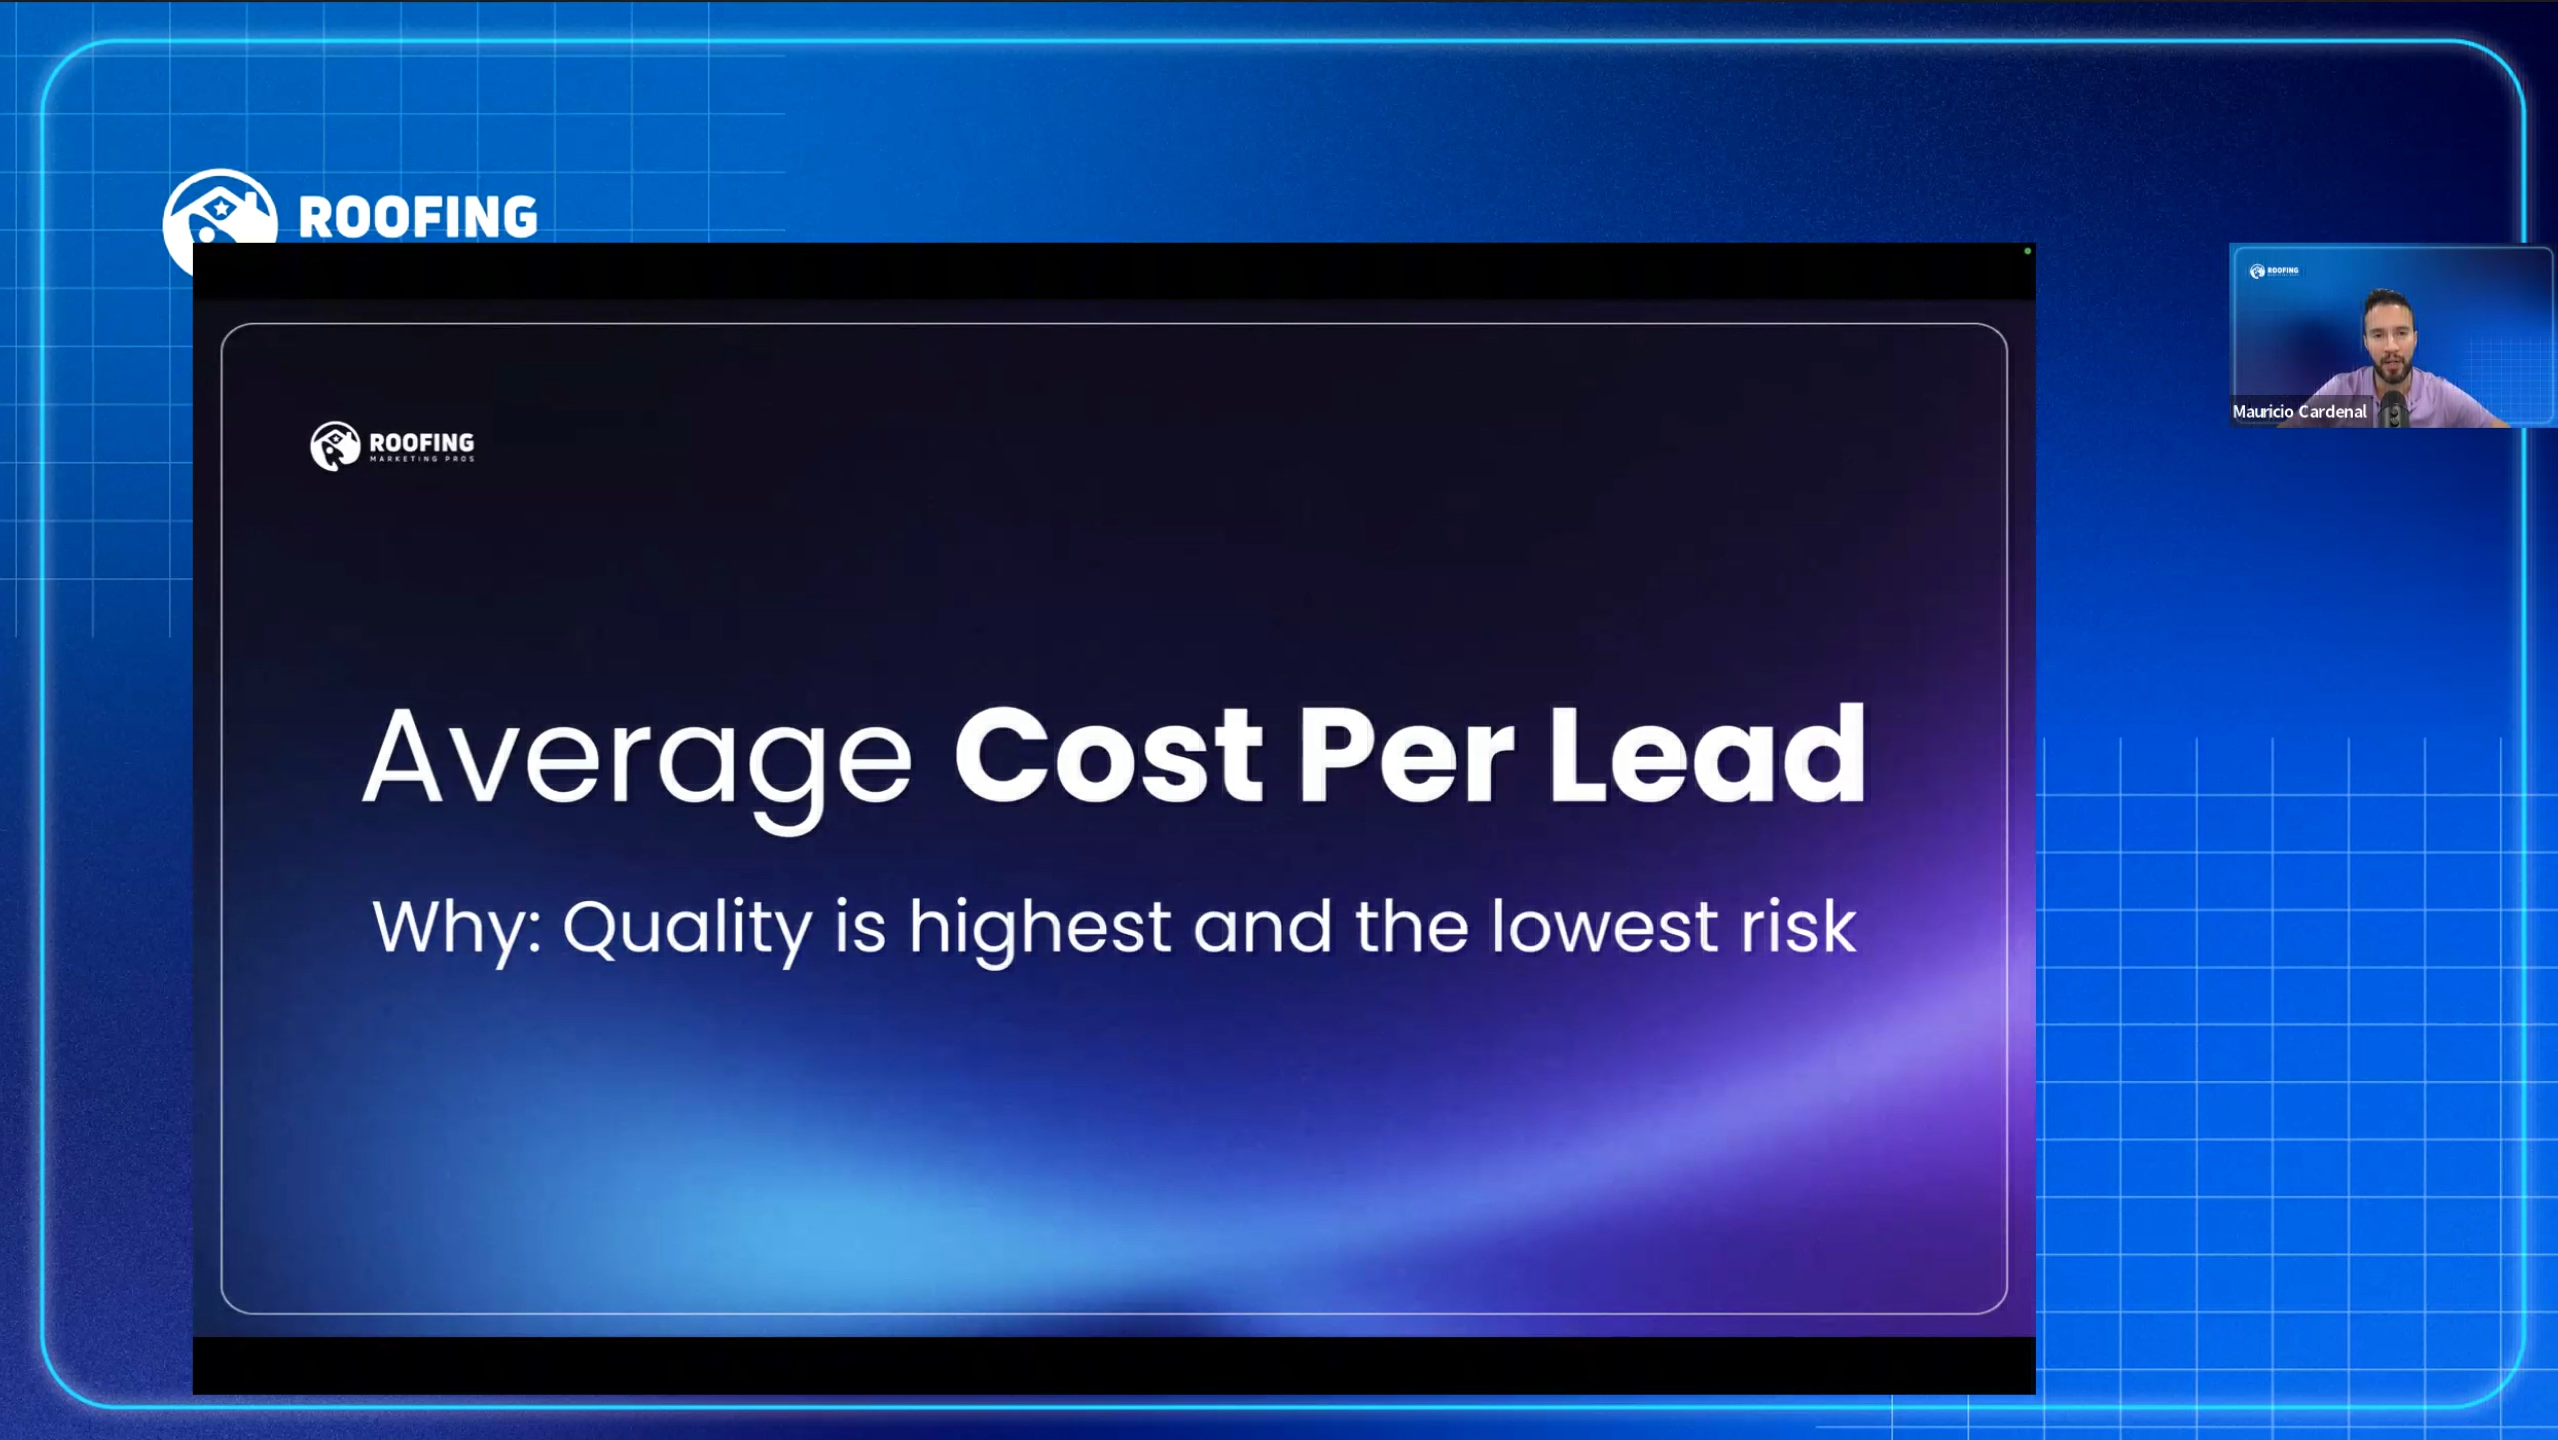 ROOFING
ROOFING
Mauricio Cardenal
ROOFING
MARKETING PROS
Average Cost Per Lead
Why: Quality is highest and the lowest risk